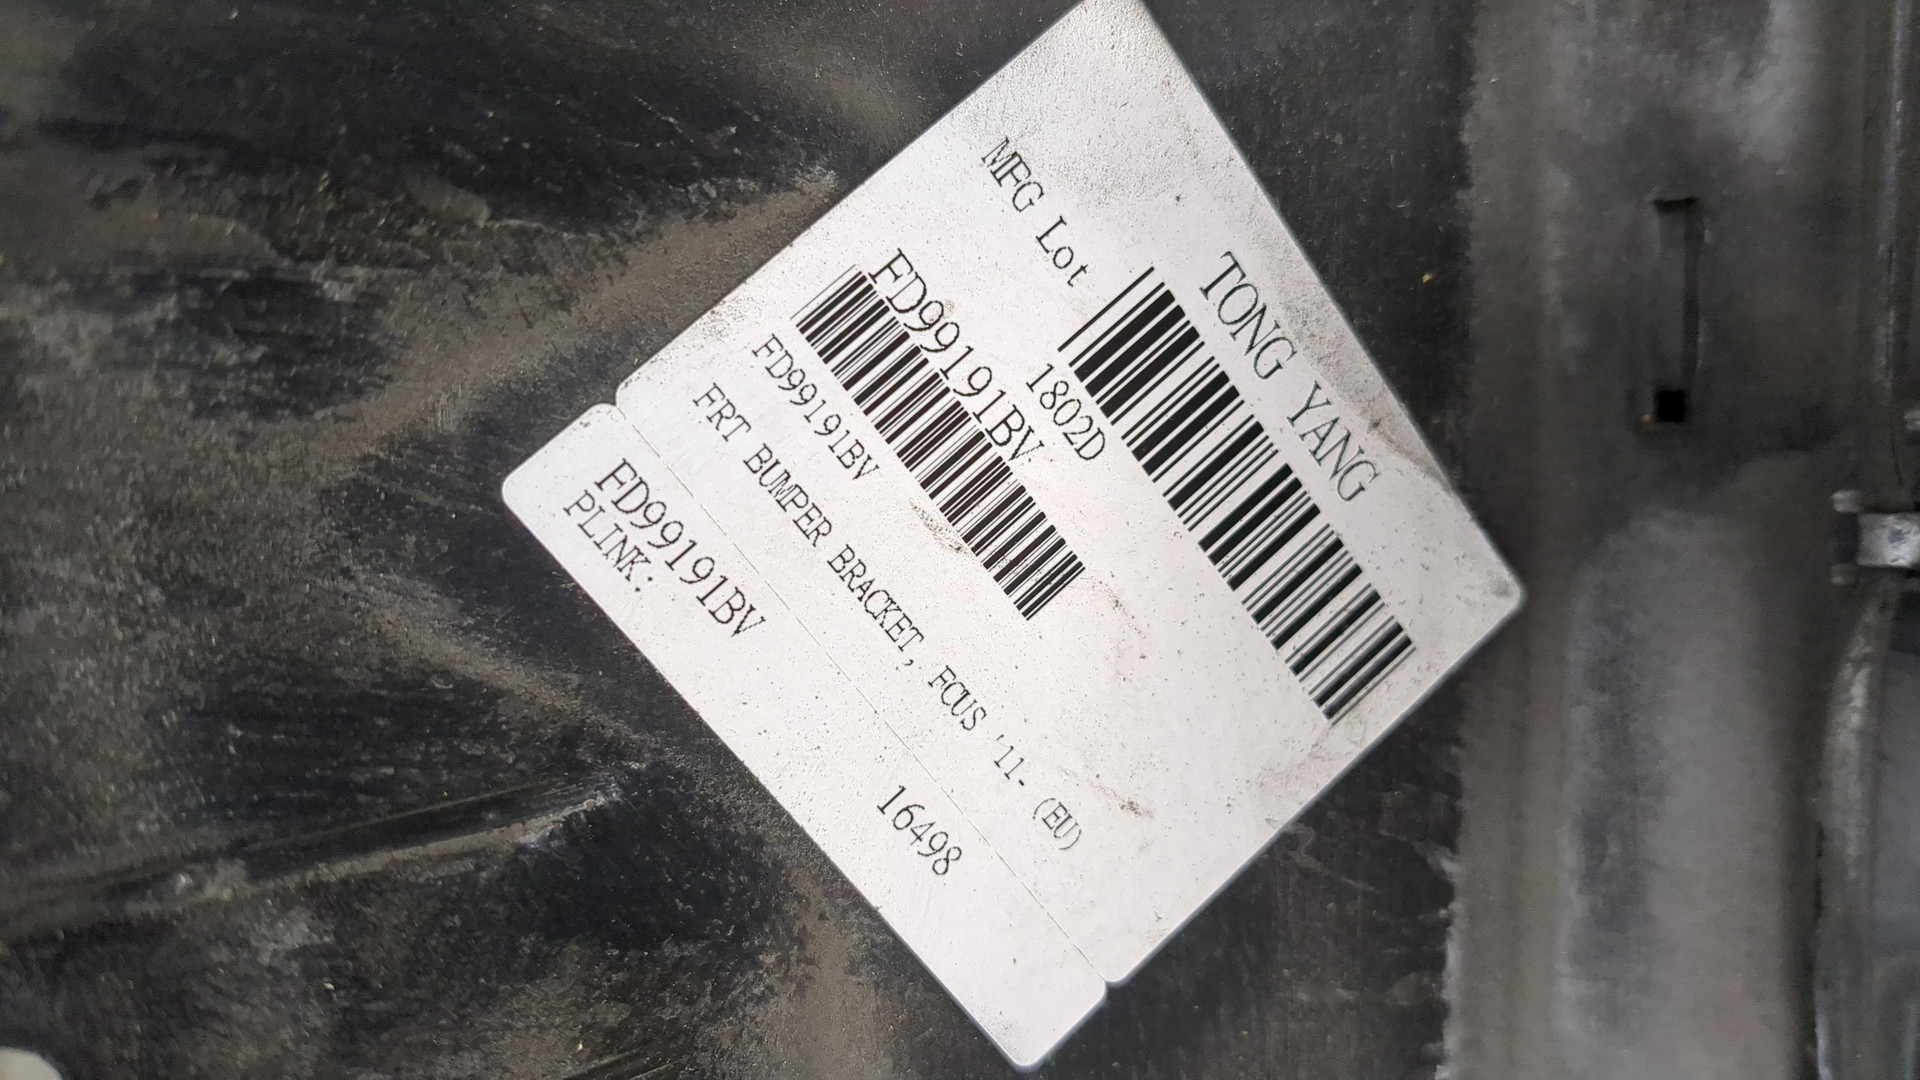 TONG YANG
MFG Lot 1802D
FD99191BV
FD99191BV
FRT BUMPER BRACKET, FCUS '11- (EU)
FD99191BV
PLINK: 16498